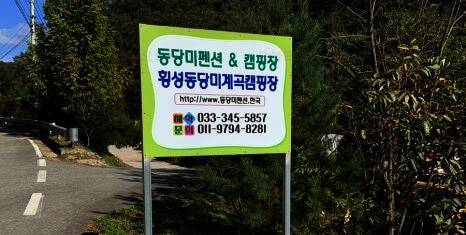 동당미펜션 & 캠핑장
횡성동당미계곡캠핑장
http://www.동당미펜션.한국
예약 033-345-5857
문의 011-9794-8281